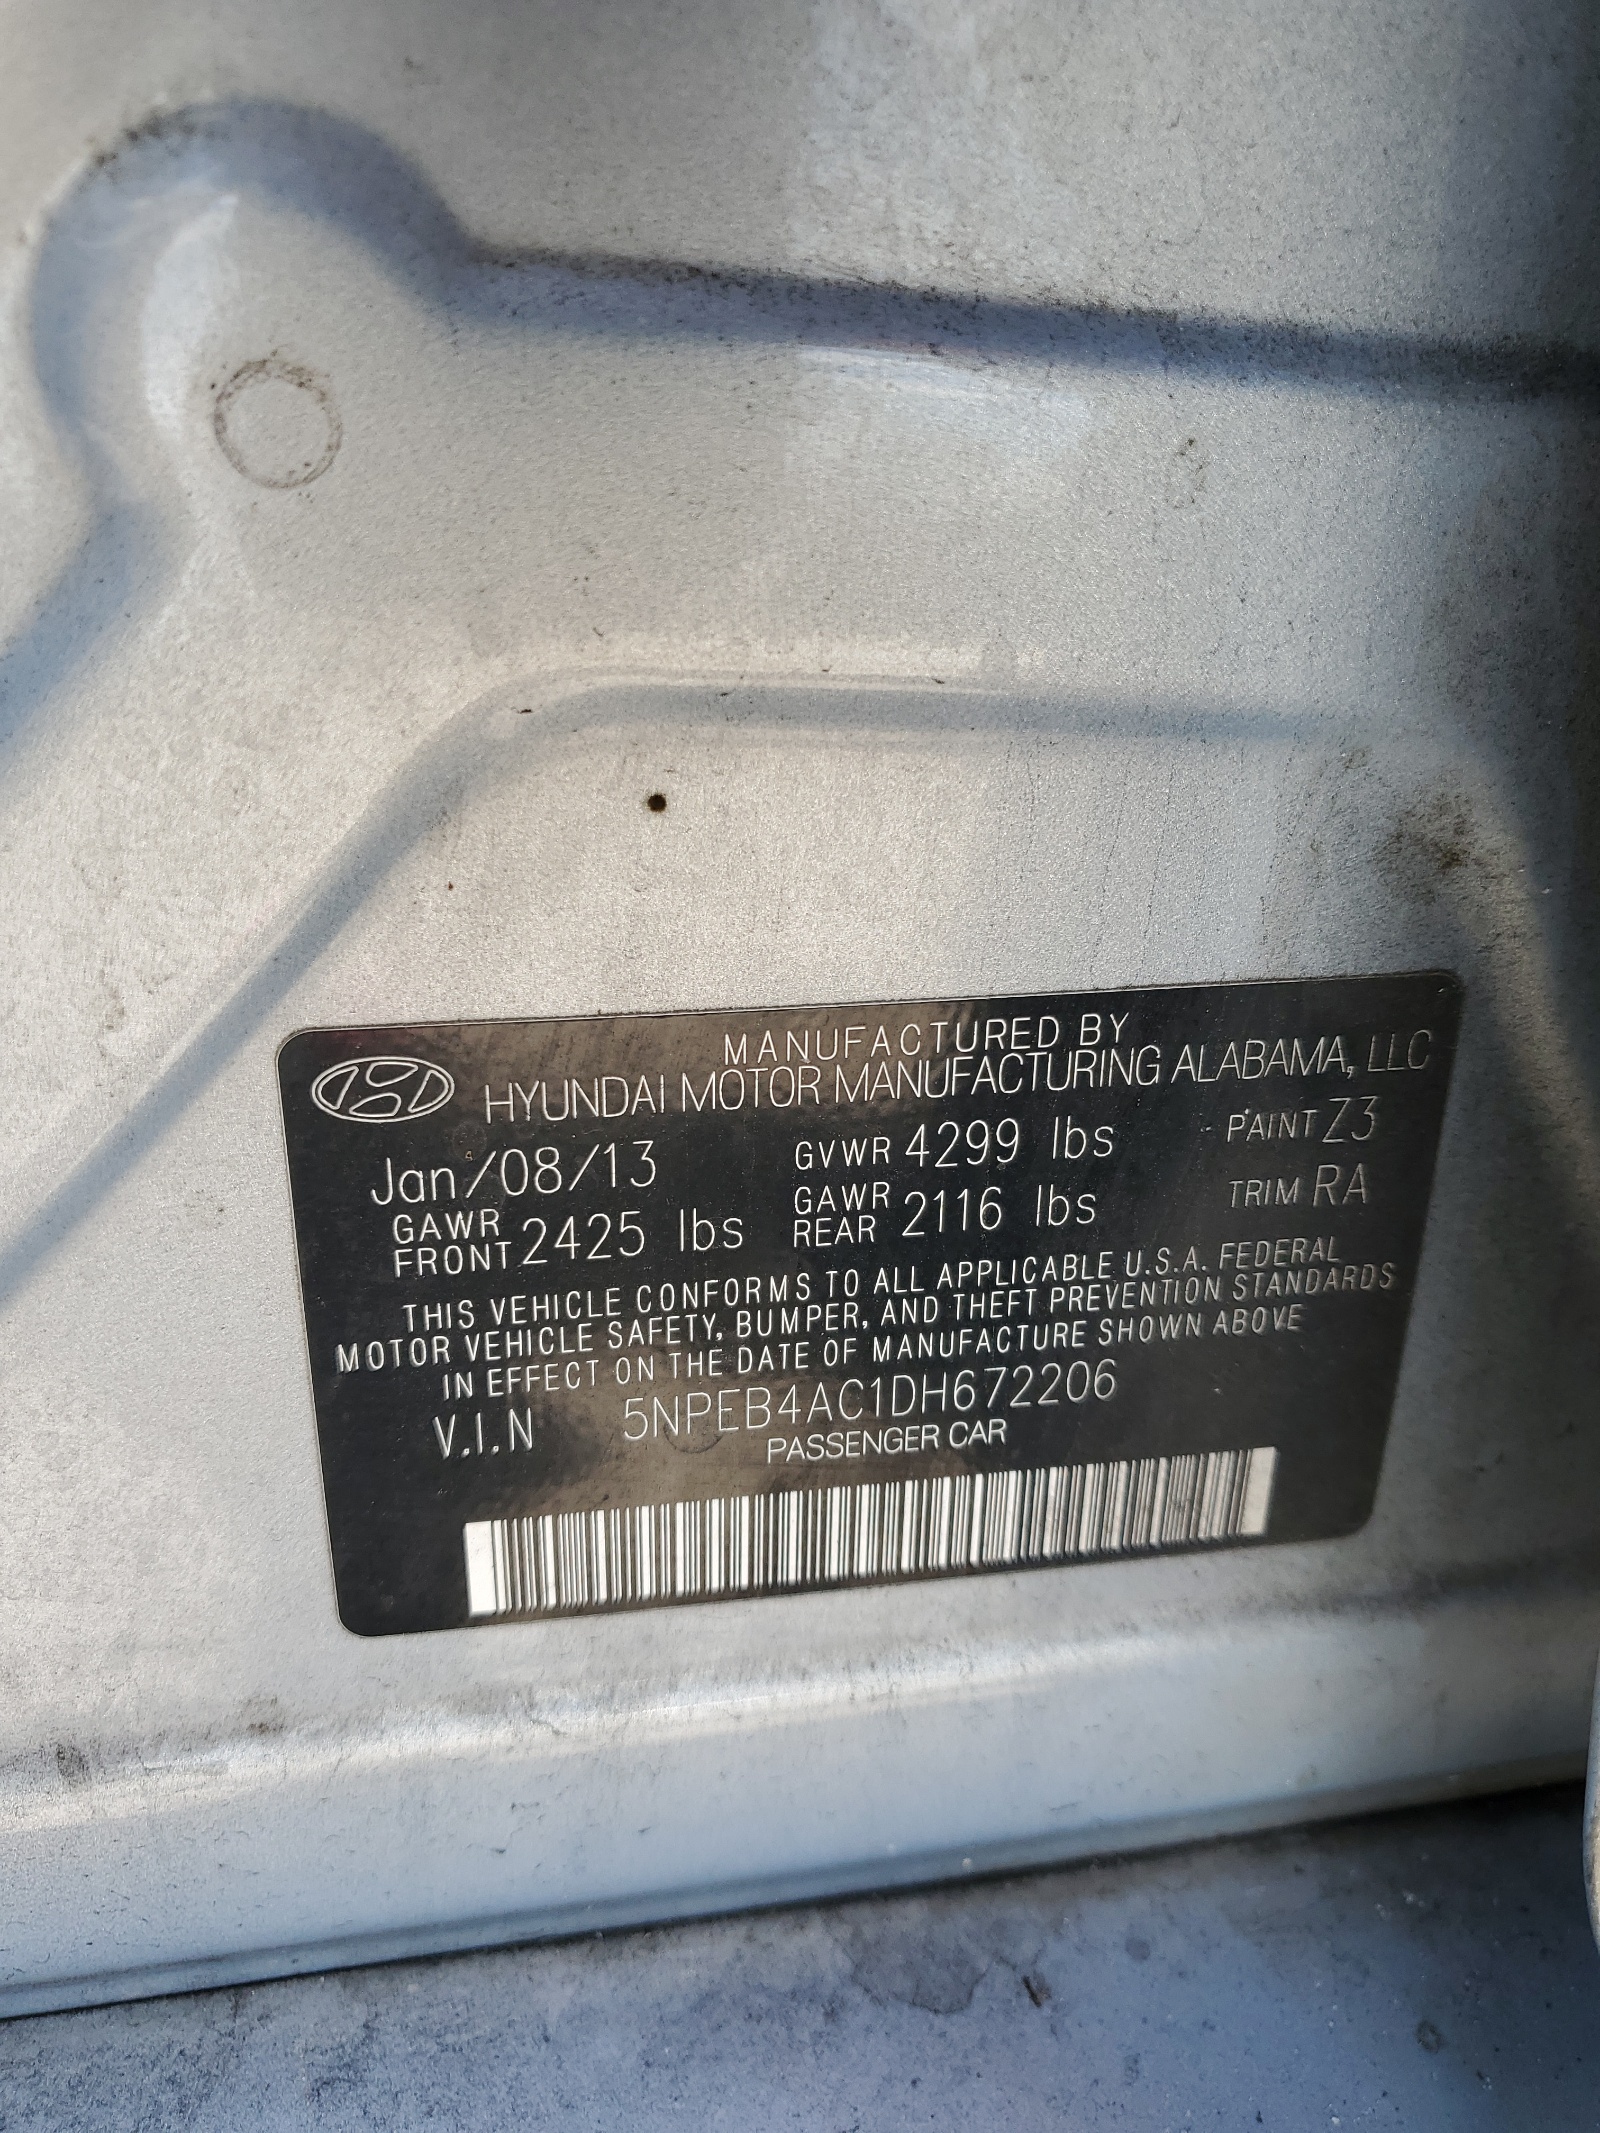 MANUFACTURED BY
HYUNDAI MOTOR MANUFACTURING ALABAMA, LLC
Jan/08/13 GVWR 4299 lbs PAINT Z3
GAWR FRONT 2425 lbs GAWR REAR 2116 lbs TRIM RA
THIS VEHICLE CONFORMS TO ALL APPLICABLE U.S.A. FEDERAL
MOTOR VEHICLE SAFETY, BUMPER, AND THEFT PREVENTION STANDARDS
IN EFFECT ON THE DATE OF MANUFACTURE SHOWN ABOVE
V.I.N 5NPEB4AC1DH672206
PASSENGER CAR